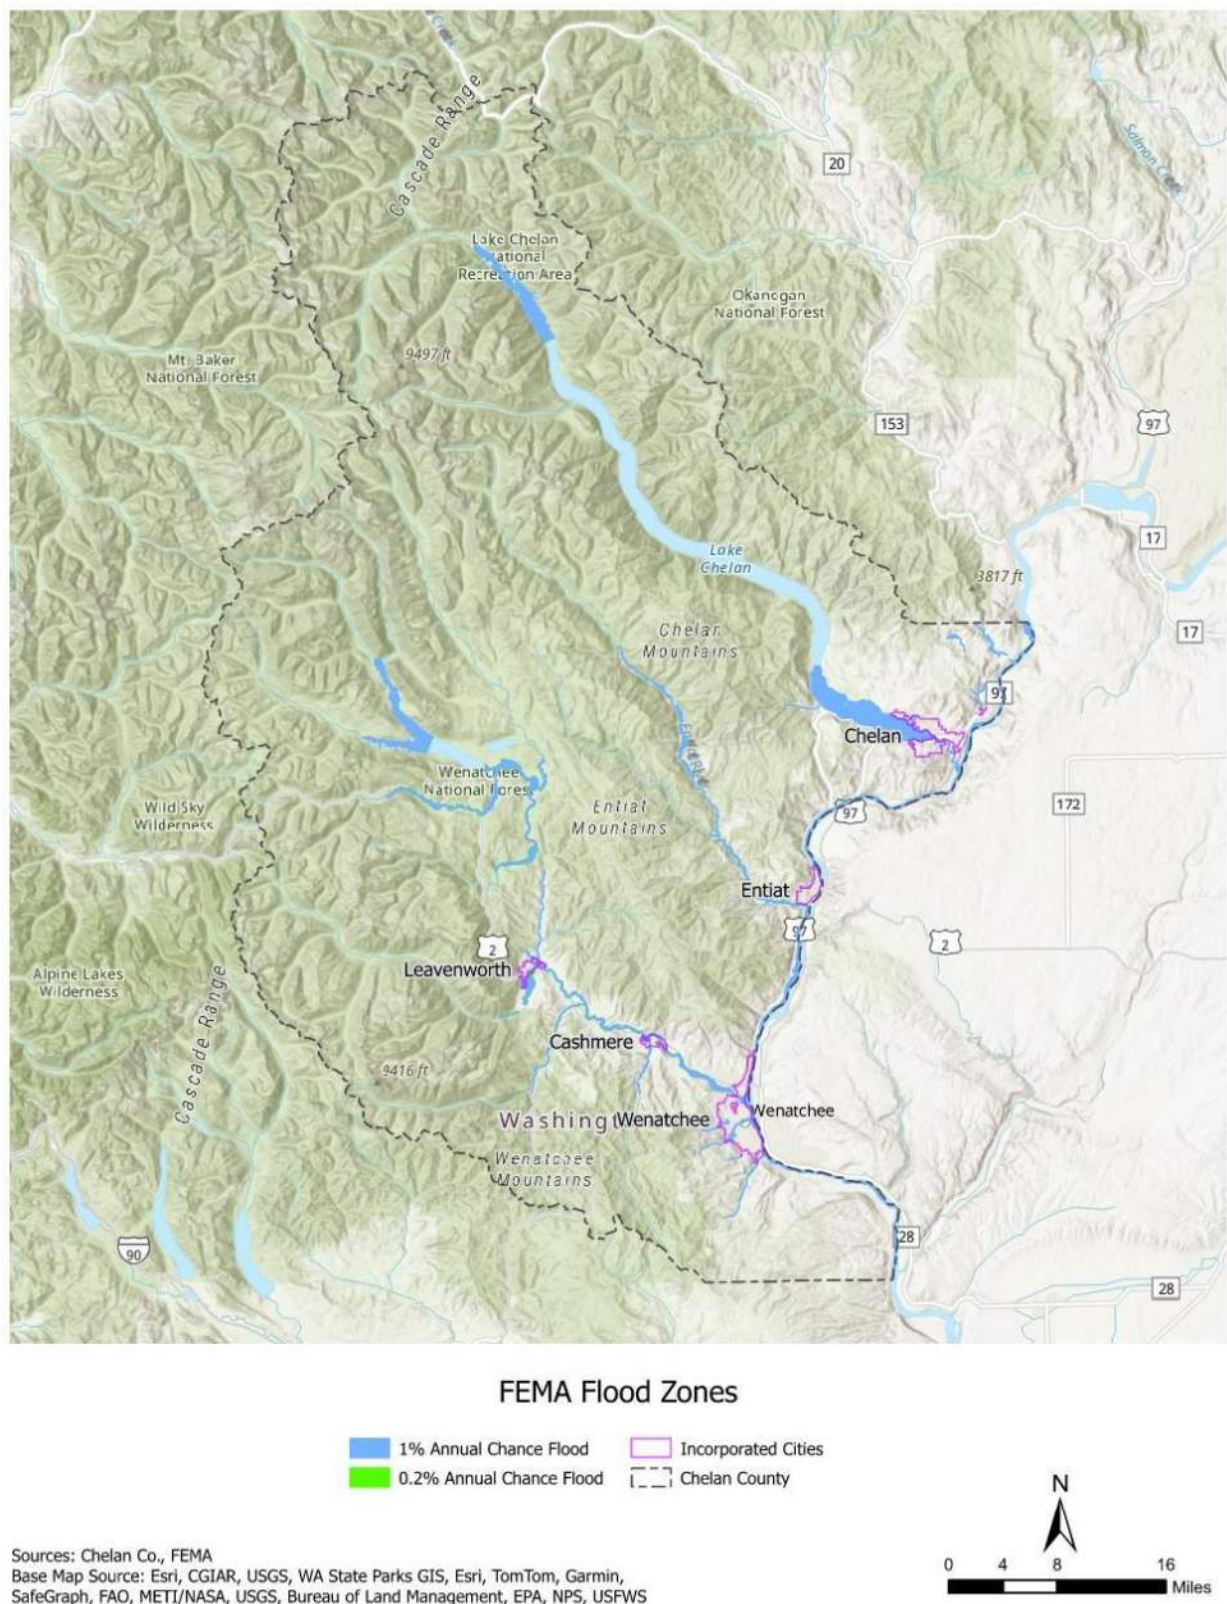 Creek
Cascade Range
20
Salmon Creek
Lake Chelan
National
Recreation Area
Okanogan
National Forest
9497 ft
Mt. Baker
National Forest
153
97
17
Lake
Chelan
3817 ft
17
Chelan
Mountains
97
Chelan
Wenatchee
National Forest
Wild Sky
Wilderness
Entiat
Mountains
172
97
Entiat
97
2
2
Leavenworth
Alpine Lakes
Wilderness
Cascade Range
Cashmere
9416 ft
Washingt
Wenatchee
Wenatchee
Wenatchee
Mountains
90
28
28
FEMA Flood Zones
1% Annual Chance Flood
Incorporated Cities
0.2% Annual Chance Flood
Chelan County
N
0 4 8 16
Miles
Sources: Chelan Co., FEMA
Base Map Source: Esri, CGIAR, USGS, WA State Parks GIS, Esri, TomTom, Garmin,
SafeGraph, FAO, METI/NASA, USGS, Bureau of Land Management, EPA, NPS, USFWS